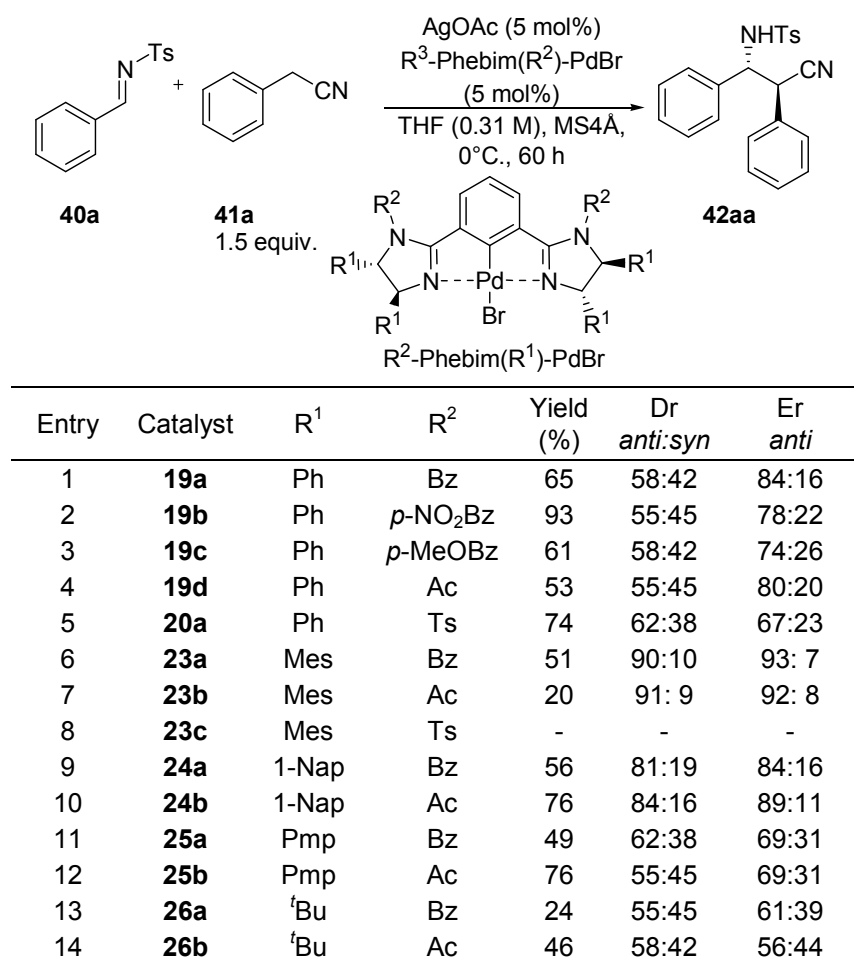 AgOAc (5 mol%)
R³-Phebim(R²)-PdBr
(5 mol%)
THF (0.31 M), MS4Å,
0°C., 60 h
N Ts
+
CN
NHTs
CN
40a
41a
1.5 equiv.
42aa
R² R²
N N
R¹ R¹
N Pd N
R¹ Br R¹
R²-Phebim(R¹)-PdBr
Entry Catalyst R¹ R² Yield (%) Dr anti:syn Er anti
1 19a Ph Bz 65 58:42 84:16
2 19b Ph p-NO₂Bz 93 55:45 78:22
3 19c Ph p-MeOBz 61 58:42 74:26
4 19d Ph Ac 53 55:45 80:20
5 20a Ph Ts 74 62:38 67:23
6 23a Mes Bz 51 90:10 93: 7
7 23b Mes Ac 20 91: 9 92: 8
8 23c Mes Ts - - -
9 24a 1-Nap Bz 56 81:19 84:16
10 24b 1-Nap Ac 76 84:16 89:11
11 25a Pmp Bz 49 62:38 69:31
12 25b Pmp Ac 76 55:45 69:31
13 26a ᵗBu Bz 24 55:45 61:39
14 26b ᵗBu Ac 46 58:42 56:44